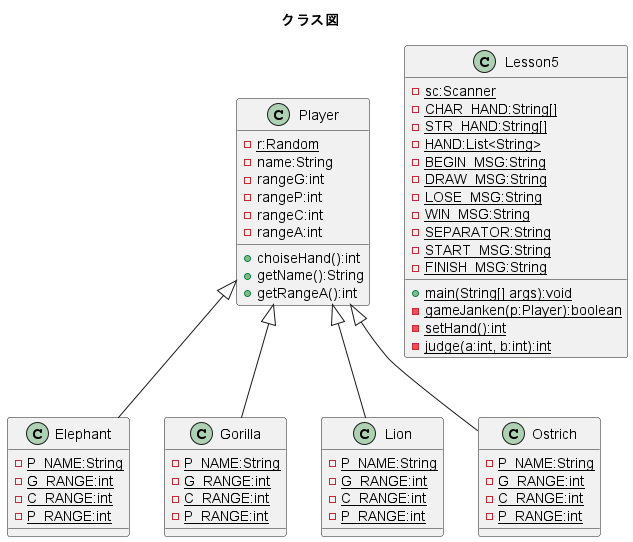 クラス図
C Player
r:Random
name:String
rangeG:int
rangeP:int
rangeC:int
rangeA:int
choiseHand():int
getName():String
getRangeA():int
C Lesson5
sc:Scanner
CHAR_HAND:String[]
STR_HAND:String[]
HAND:List<String>
BEGIN_MSG:String
DRAW_MSG:String
LOSE_MSG:String
WIN_MSG:String
SEPARATOR:String
START_MSG:String
FINISH_MSG:String
main(String[] args):void
gameJanken(p:Player):boolean
setHand():int
judge(a:int, b:int):int
C Elephant
P_NAME:String
G_RANGE:int
C_RANGE:int
P_RANGE:int
C Gorilla
P_NAME:String
G_RANGE:int
C_RANGE:int
P_RANGE:int
C Lion
P_NAME:String
G_RANGE:int
C_RANGE:int
P_RANGE:int
C Ostrich
P_NAME:String
G_RANGE:int
C_RANGE:int
P_RANGE:int